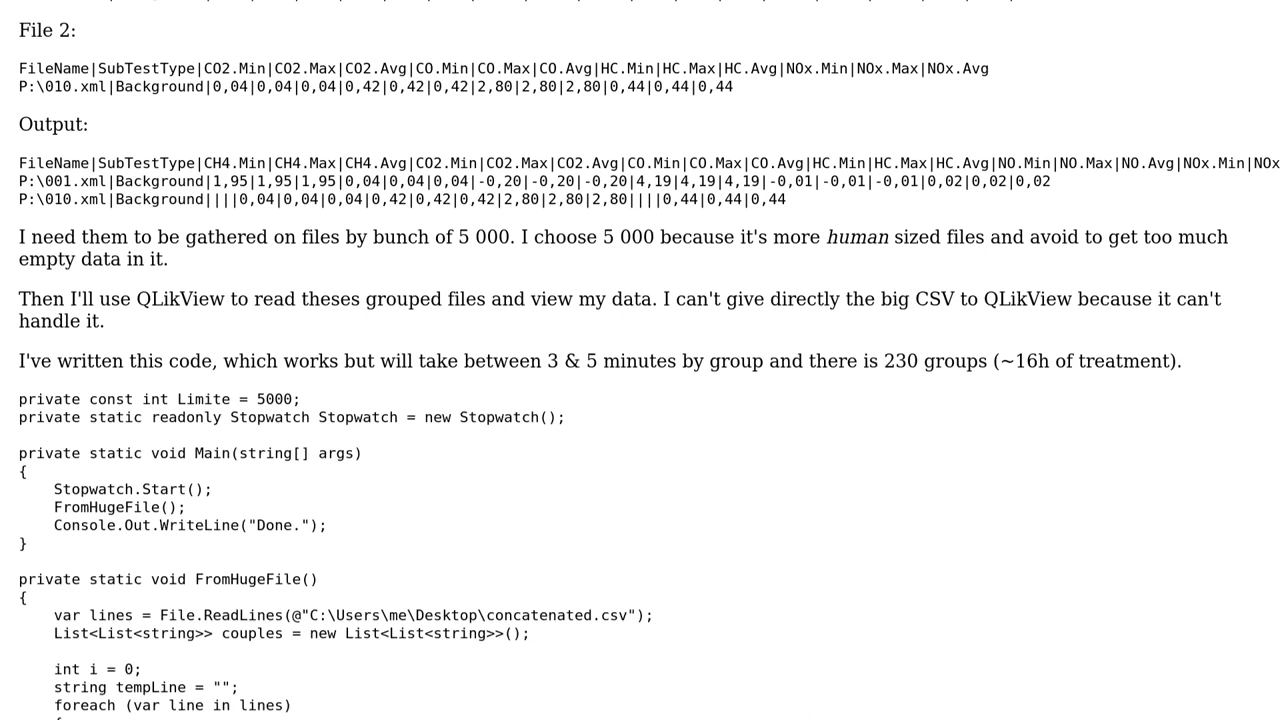 File 2:
FileName|SubTestType|CO2.Min|CO2.Max|CO2.Avg|CO.Min|CO.Max|CO.Avg|HC.Min|HC.Max|HC.Avg|NOx.Min|NOx.Max|NOx.Avg
P:\010.xml|Background|0,04|0,04|0,04|0,42|0,42|0,42|2,80|2,80|2,80|0,44|0,44|0,44
Output:
FileName|SubTestType|CH4.Min|CH4.Max|CH4.Avg|CO2.Min|CO2.Max|CO2.Avg|CO.Min|CO.Max|CO.Avg|HC.Min|HC.Max|HC.Avg|NO.Min|NO.Max|NO.Avg|NOx.Min|NOx
P:\001.xml|Background|1,95|1,95|1,95|0,04|0,04|0,04|-0,20|-0,20|-0,20|4,19|4,19|4,19|-0,01|-0,01|-0,01|0,02|0,02|0,02
P:\010.xml|Background||||0,04|0,04|0,04|0,42|0,42|0,42|2,80|2,80|2,80||||0,44|0,44|0,44
I need them to be gathered on files by bunch of 5 000. I choose 5 000 because it's more human sized files and avoid to get too much
empty data in it.
Then I'll use QLikView to read theses grouped files and view my data. I can't give directly the big CSV to QLikView because it can't
handle it.
I've written this code, which works but will take between 3 & 5 minutes by group and there is 230 groups (~16h of treatment).
private const int Limite = 5000;
private static readonly Stopwatch Stopwatch = new Stopwatch();
private static void Main(string[] args)
{
    Stopwatch.Start();
    FromHugeFile();
    Console.Out.WriteLine("Done.");
}
private static void FromHugeFile()
{
    var lines = File.ReadLines(@"C:\Users\me\Desktop\concatenated.csv");
    List<List<string>> couples = new List<List<string>>();
    int i = 0;
    string tempLine = "";
    foreach (var line in lines)